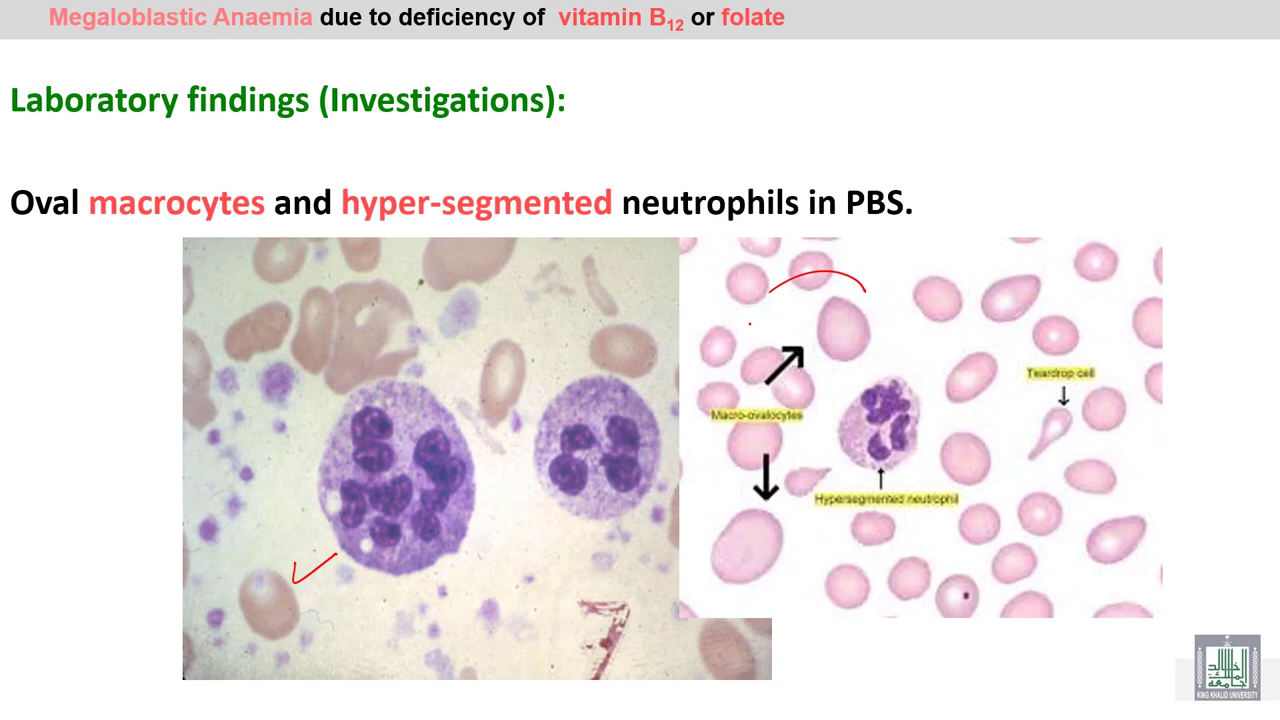 Megaloblastic Anaemia due to deficiency of vitamin B12 or folate
Laboratory findings (Investigations):
Oval macrocytes and hyper-segmented neutrophils in PBS.
Teardrop cell
Macro-ovalocytes
Hypersegmented neutrophil
KING KHALID UNIVERSITY